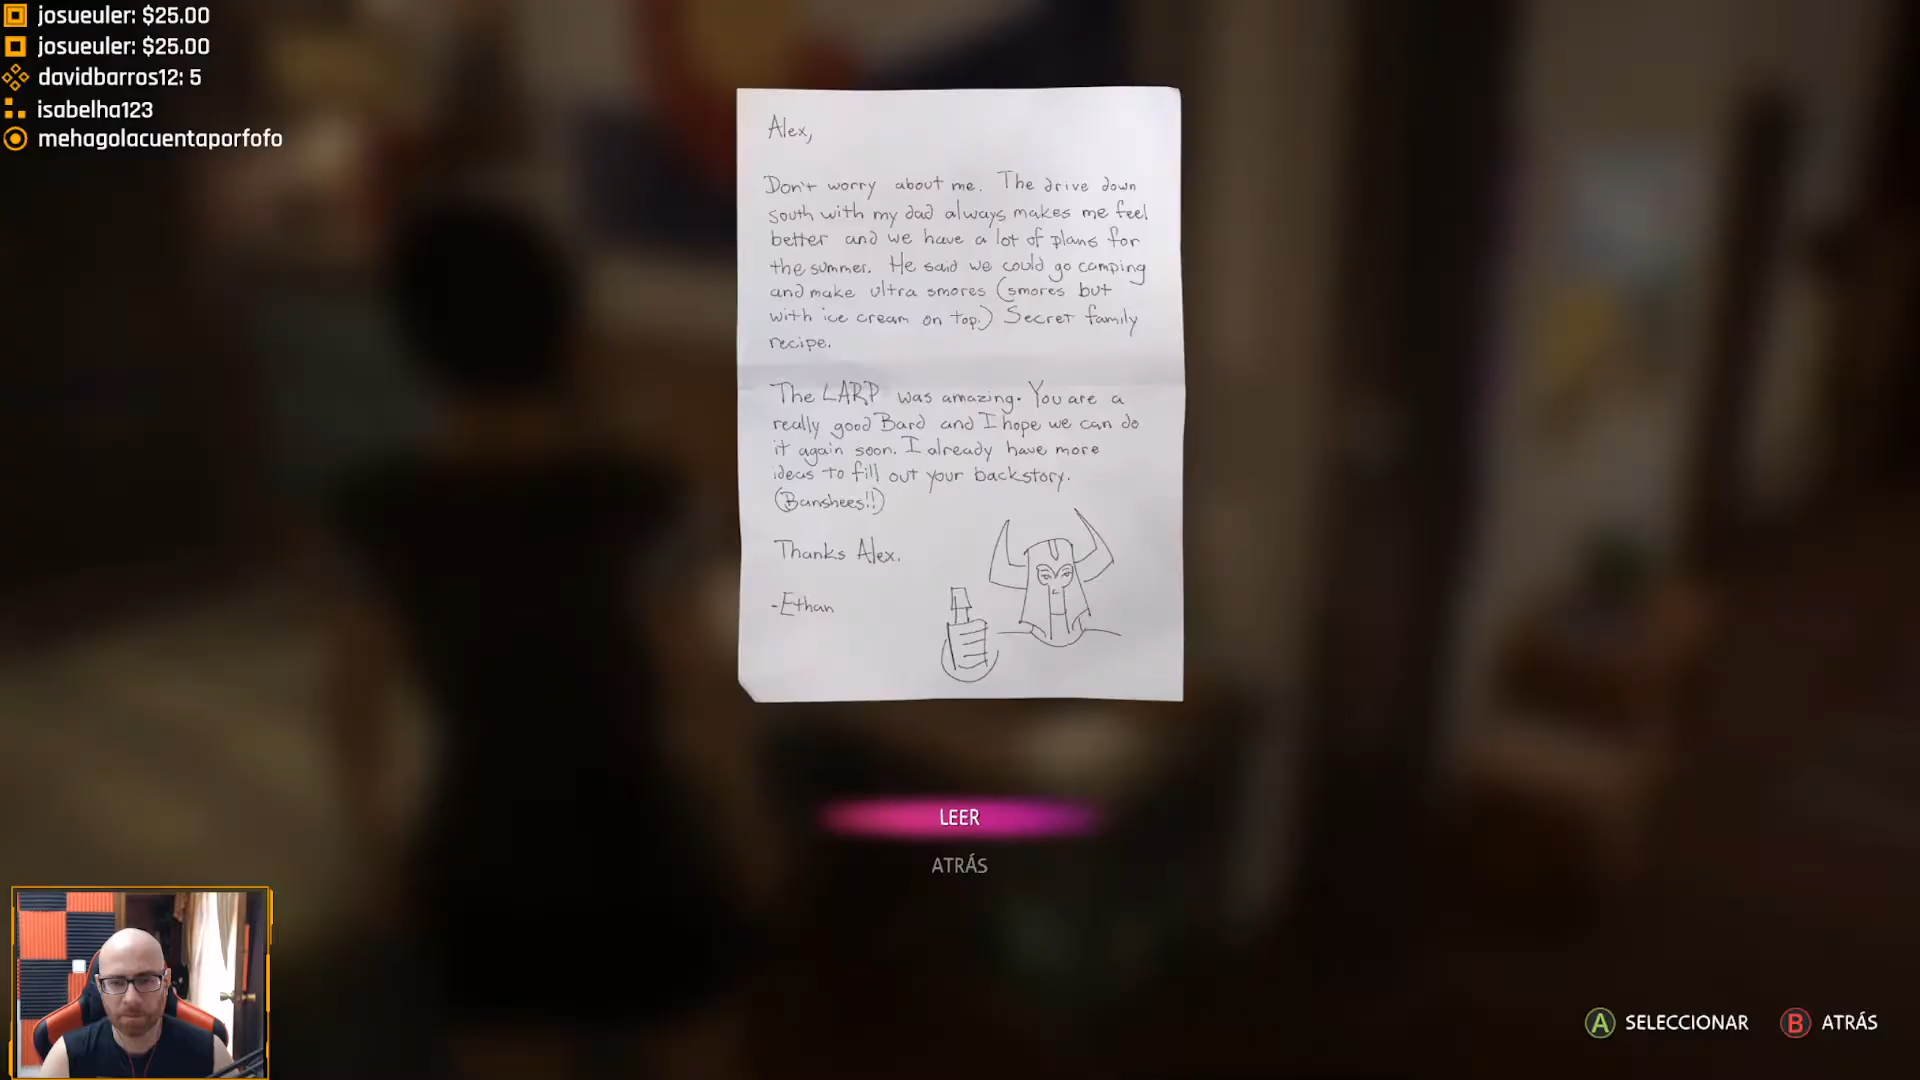 josueuler: $25.00
josueuler: $25.00
davidbarros12: 5
isabelha123
mehagolacuentaporfofo
Alex,
Don't worry about me. The drive down
south with my dad always makes me feel
better and we have a lot of plans for
the summer. He said we could go camping
and make ultra smores (smores but
with ice cream on top.) Secret family
recipe.
The LARP was amazing. You are a
really good Bard and I hope we can do
it again soon. I already have more
ideas to fill out your backstory.
(Banshees!!)
Thanks Alex.
-Ethan
LEER
ATRÁS
A SELECCIONAR B ATRÁS